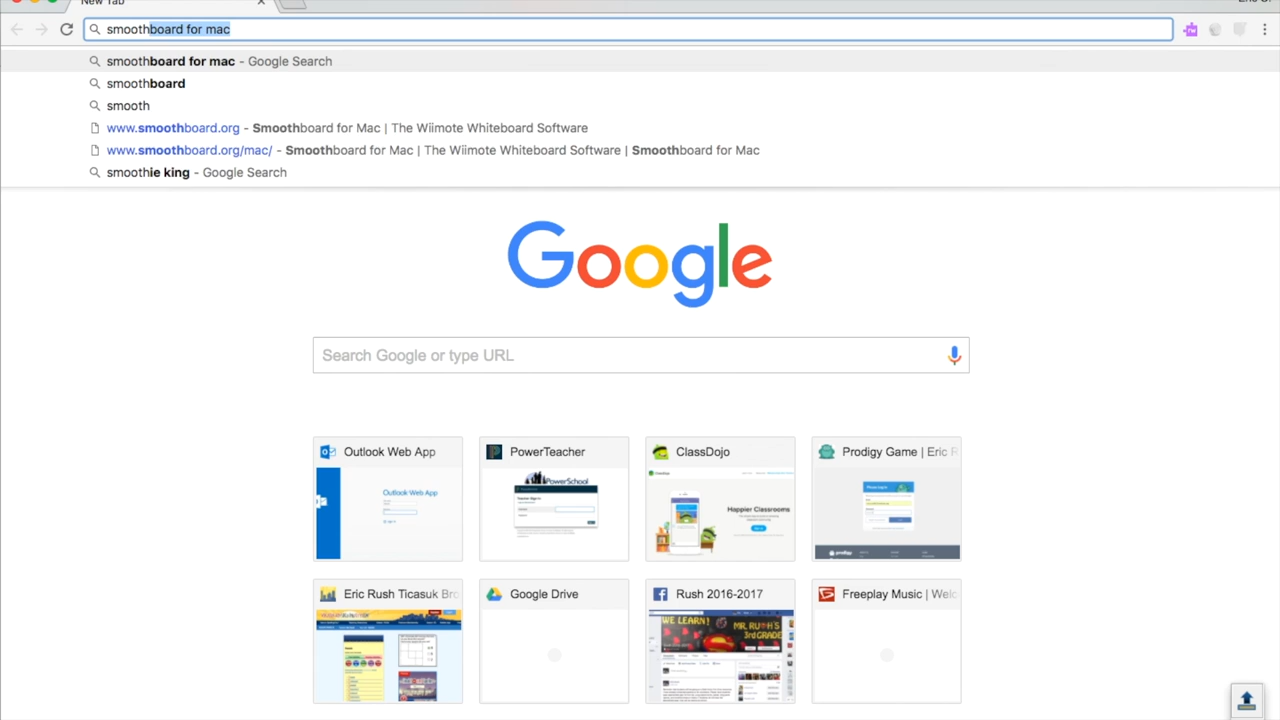 New Tab
smoothboard for mac
smoothboard for mac - Google Search
smoothboard
smooth
www.smoothboard.org - Smoothboard for Mac | The Wiimote Whiteboard Software
www.smoothboard.org/mac/ - Smoothboard for Mac | The Wiimote Whiteboard Software | Smoothboard for Mac
smoothie king - Google Search
Google
Search Google or type URL
Outlook Web App
PowerTeacher
ClassDojo
Prodigy Game | Eric R
Outlook Web App
PowerSchool
Happier Classrooms
prodigy
Eric Rush Ticasuk Bro
Google Drive
Rush 2016-2017
Freeplay Music | Welc
WE LEARN!
MR. RUSH'S
3rd GRADE